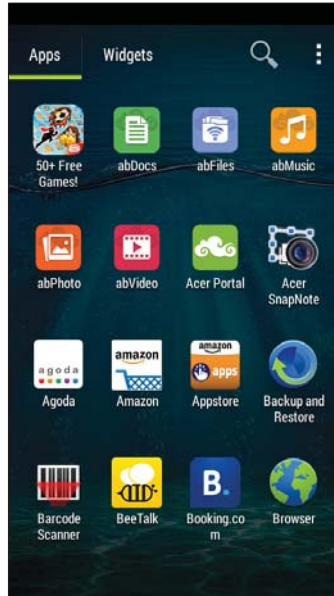 Apps Widgets
50+ Free
Games!
abDocs
abFiles
abMusic
abPhoto
abVideo
Acer Portal
Acer
SnapNote
agoda
Agoda
amazon
Amazon
amazon
apps
Appstore
Backup and
Restore
Barcode
Scanner
BeeTalk
B.
Booking.co
m
Browser